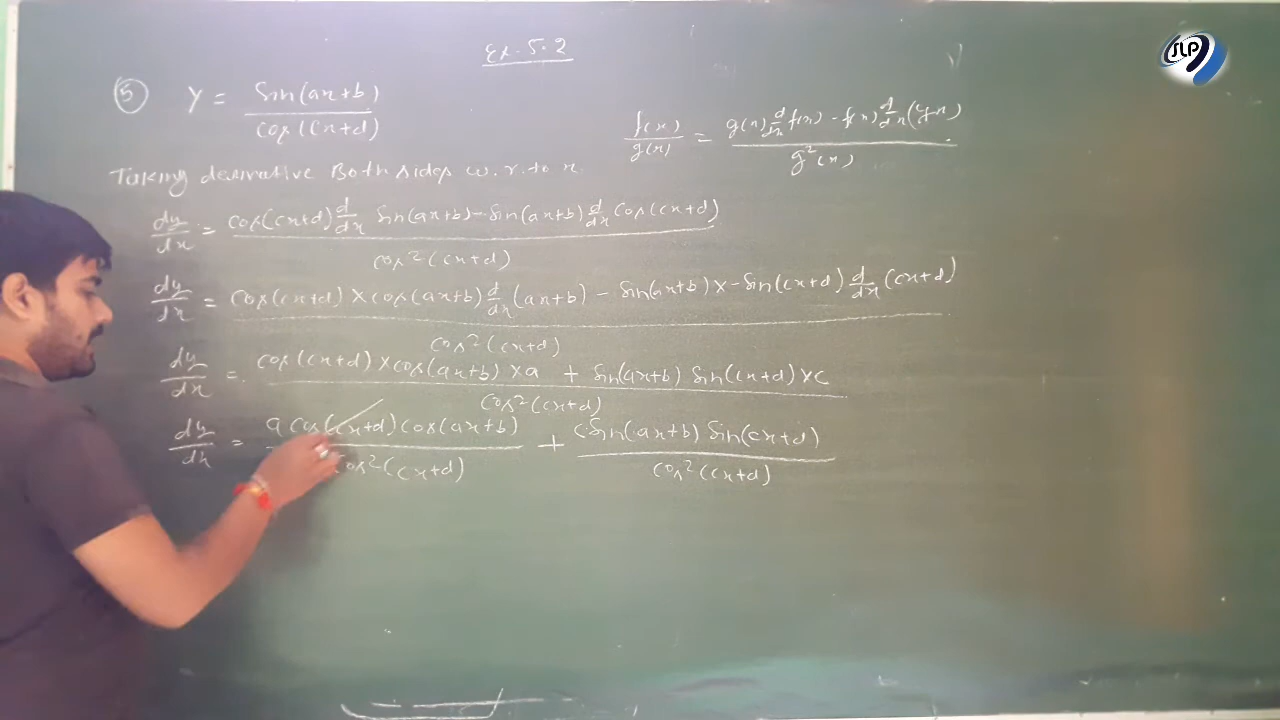 SLP
Ex. 5.2
(5) Y = Sin(ax+b) / Cos(cx+d)
f(x)/g(x) = g(x) d/dx f(x) - f(x) d/dx (g(x)) / g²(x)
Taking derivative Both sides w.r. to x.
dy/dx = Cos(cx+d) d/dx Sin(ax+b) - Sin(ax+b) d/dx Cos(cx+d) / Cos²(cx+d)
dy/dx = Cos(cx+d) × Cos(ax+b) d/dx (ax+b) - Sin(ax+b) × -Sin(cx+d) d/dx (cx+d) / Cos²(cx+d)
dy/dx = Cos(cx+d) × Cos(ax+b) × a + Sin(ax+b) Sin(cx+d) × c / Cos²(cx+d)
dy/dx = a Cos(cx+d) Cos(ax+b) / Cos²(cx+d) + c Sin(ax+b) Sin(cx+d) / Cos²(cx+d)